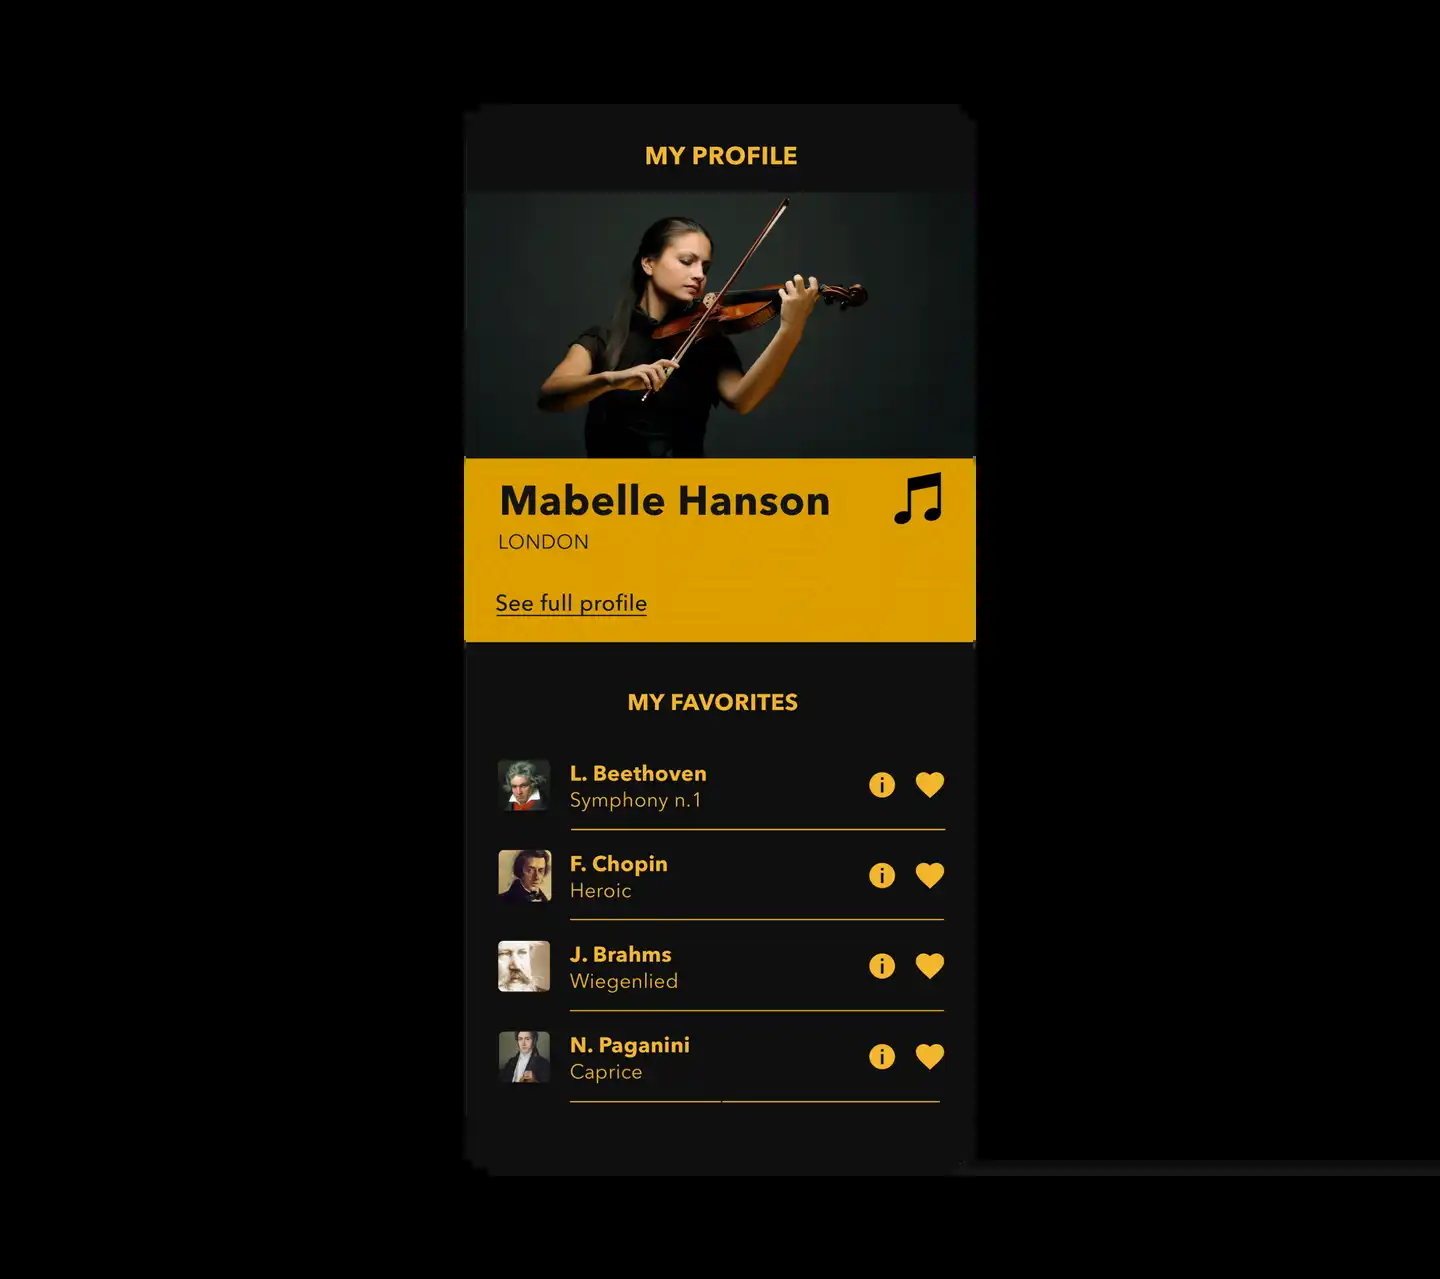 MY PROFILE
Mabelle Hanson
LONDON
See full profile
MY FAVORITES
L. Beethoven
Symphony n.1
F. Chopin
Heroic
J. Brahms
Wiegenlied
N. Paganini
Caprice